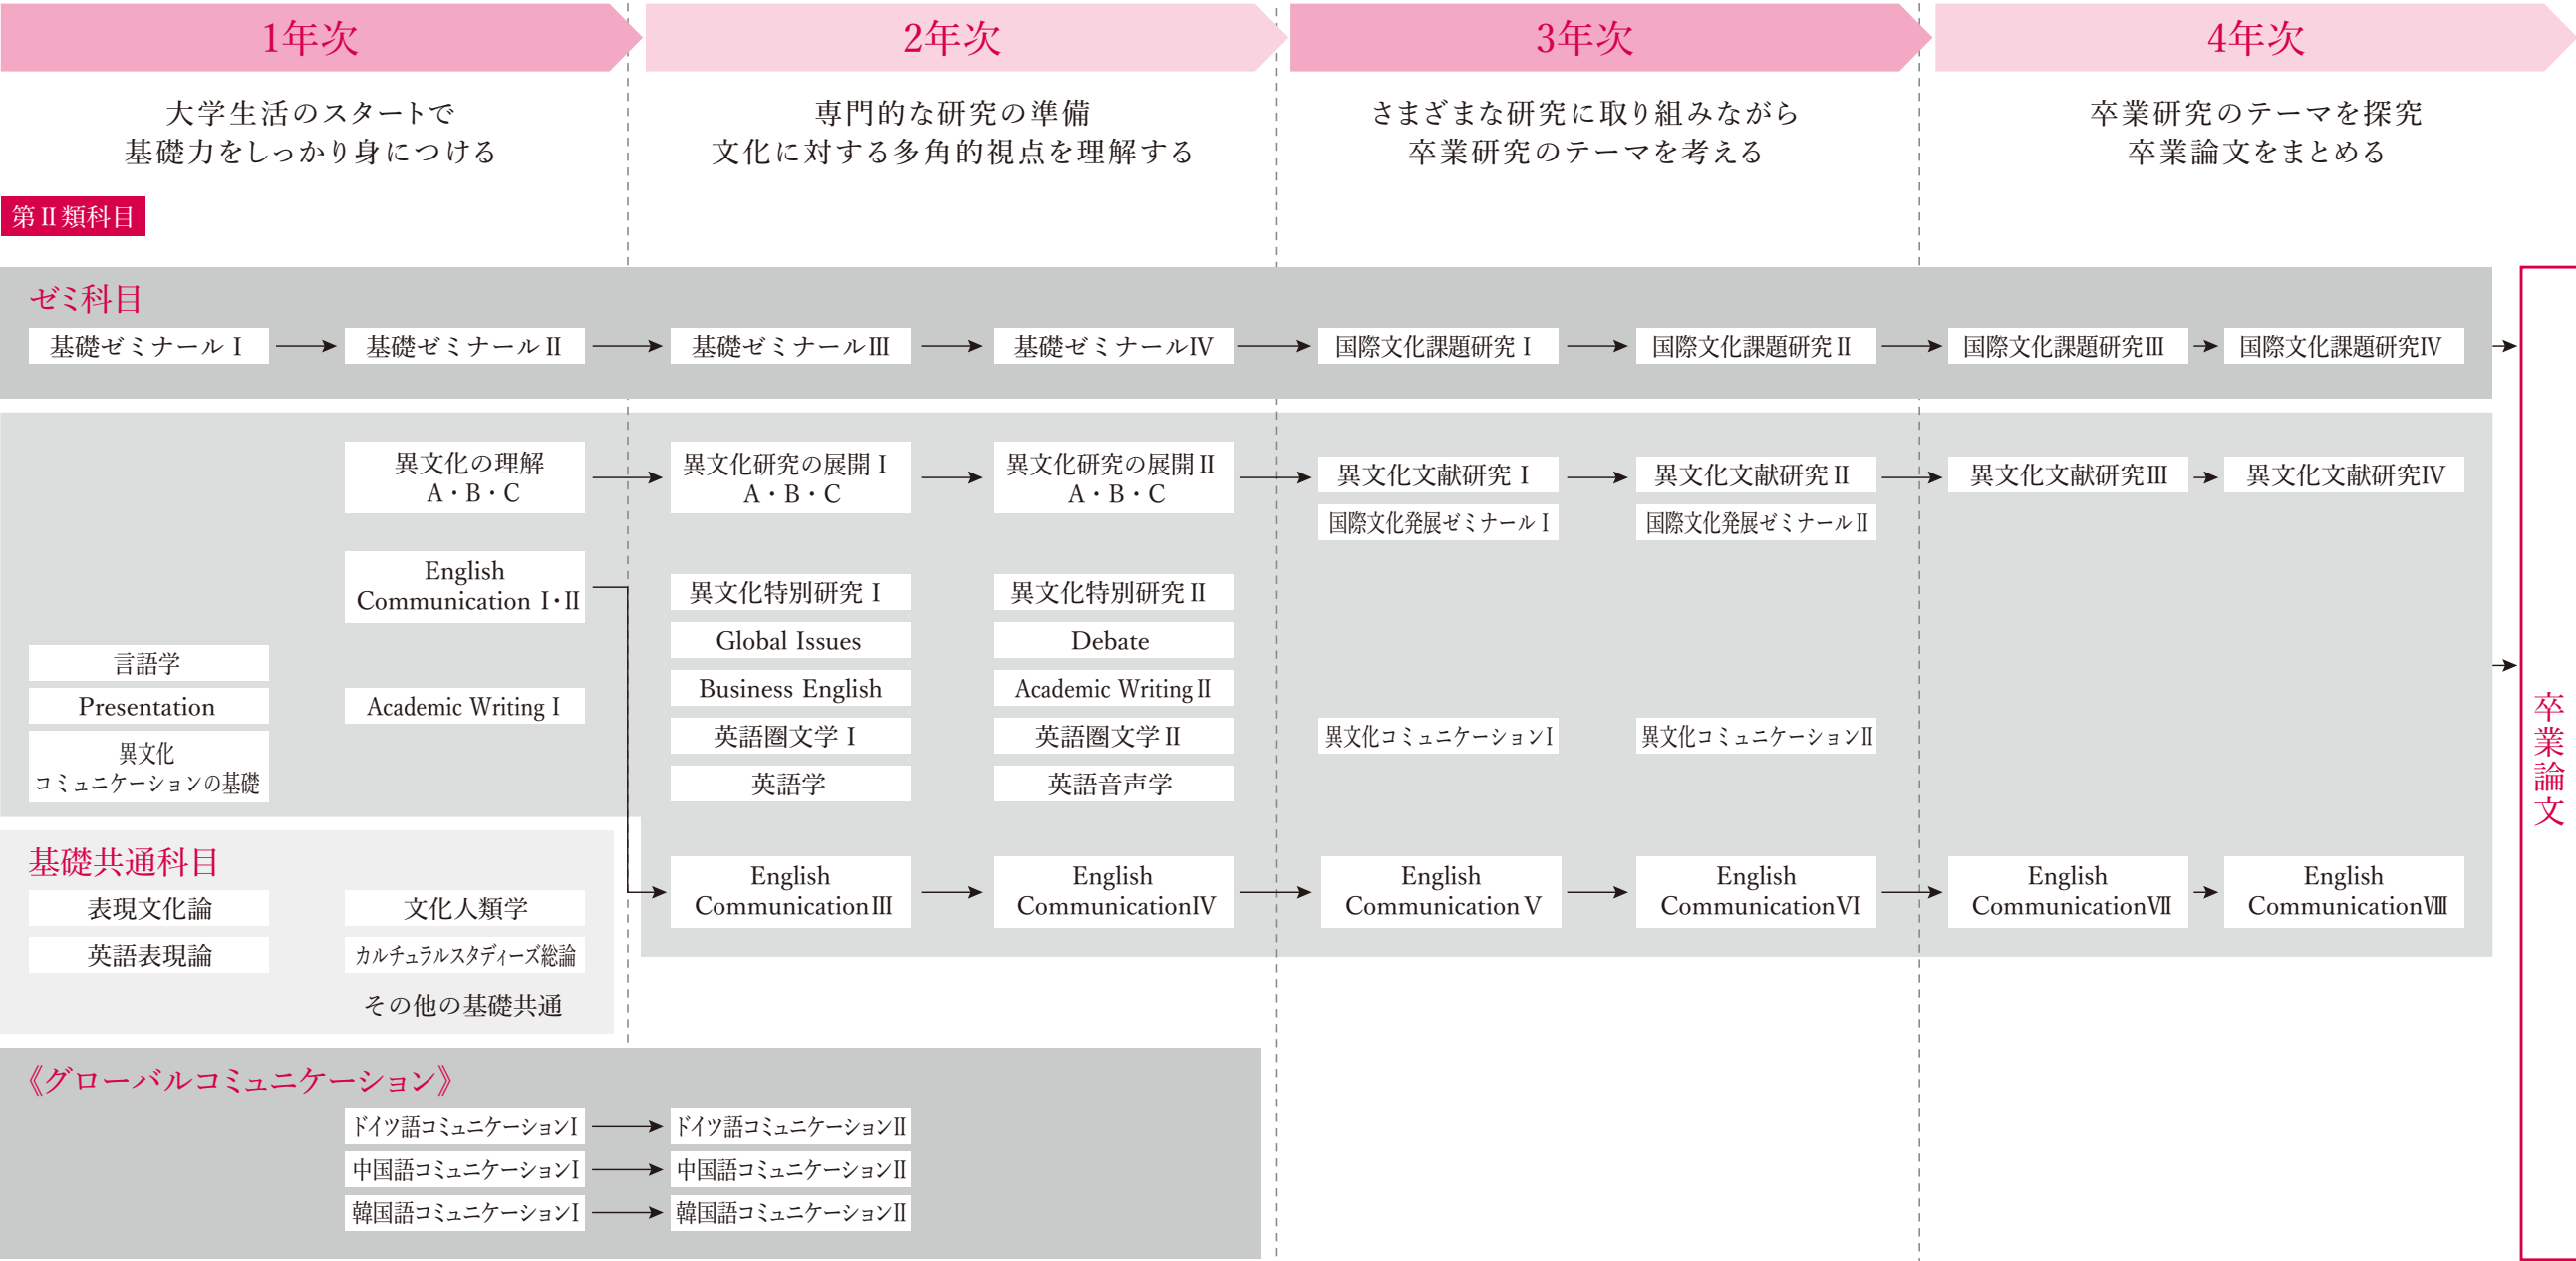 1年次
2年次
3年次
4年次
大学生活のスタートで
基礎力をしっかり身につける
専門的な研究の準備
文化に対する多角的視点を理解する
さまざまな研究に取り組みながら
卒業研究のテーマを考える
卒業研究のテーマを探究
卒業論文をまとめる
第Ⅱ類科目
ゼミ科目
基礎ゼミナールⅠ
基礎ゼミナールⅡ
基礎ゼミナールⅢ
基礎ゼミナールⅣ
国際文化課題研究Ⅰ
国際文化課題研究Ⅱ
国際文化課題研究Ⅲ
国際文化課題研究Ⅳ
異文化の理解
A・B・C
異文化研究の展開Ⅰ
A・B・C
異文化研究の展開Ⅱ
A・B・C
異文化文献研究Ⅰ
異文化文献研究Ⅱ
異文化文献研究Ⅲ
異文化文献研究Ⅳ
国際文化発展ゼミナールⅠ
国際文化発展ゼミナールⅡ
English
Communication Ⅰ・Ⅱ
異文化特別研究Ⅰ
異文化特別研究Ⅱ
Global Issues
Debate
言語学
Presentation
異文化
コミュニケーションの基礎
Academic Writing Ⅰ
Business English
Academic Writing Ⅱ
英語圏文学Ⅰ
英語圏文学Ⅱ
異文化コミュニケーションⅠ
異文化コミュニケーションⅡ
英語学
英語音声学
卒業論文
基礎共通科目
表現文化論
文化人類学
英語表現論
カルチュラルスタディーズ総論
その他の基礎共通
English
CommunicationⅢ
English
CommunicationⅣ
English
Communication Ⅴ
English
CommunicationⅥ
English
CommunicationⅦ
English
CommunicationⅧ
《グローバルコミュニケーション》
ドイツ語コミュニケーションⅠ
ドイツ語コミュニケーションⅡ
中国語コミュニケーションⅠ
中国語コミュニケーションⅡ
韓国語コミュニケーションⅠ
韓国語コミュニケーションⅡ